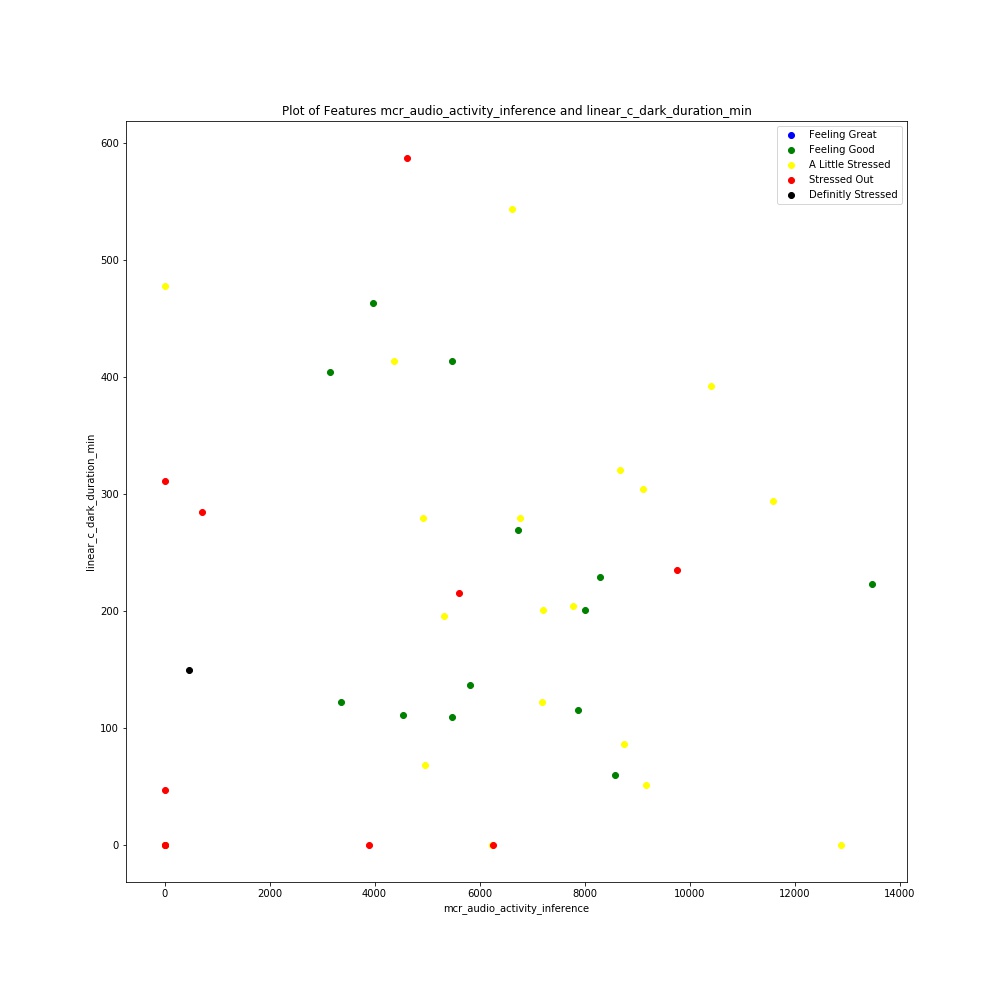 Plot of Features mcr_audio_activity_inference and linear_c_dark_duration_min
Feeling Great
Feeling Good
A Little Stressed
Stressed Out
Definitly Stressed
600
500
400
300
200
100
0
linear_c_dark_duration_min
0
2000
4000
6000
8000
10000
12000
14000
mcr_audio_activity_inference